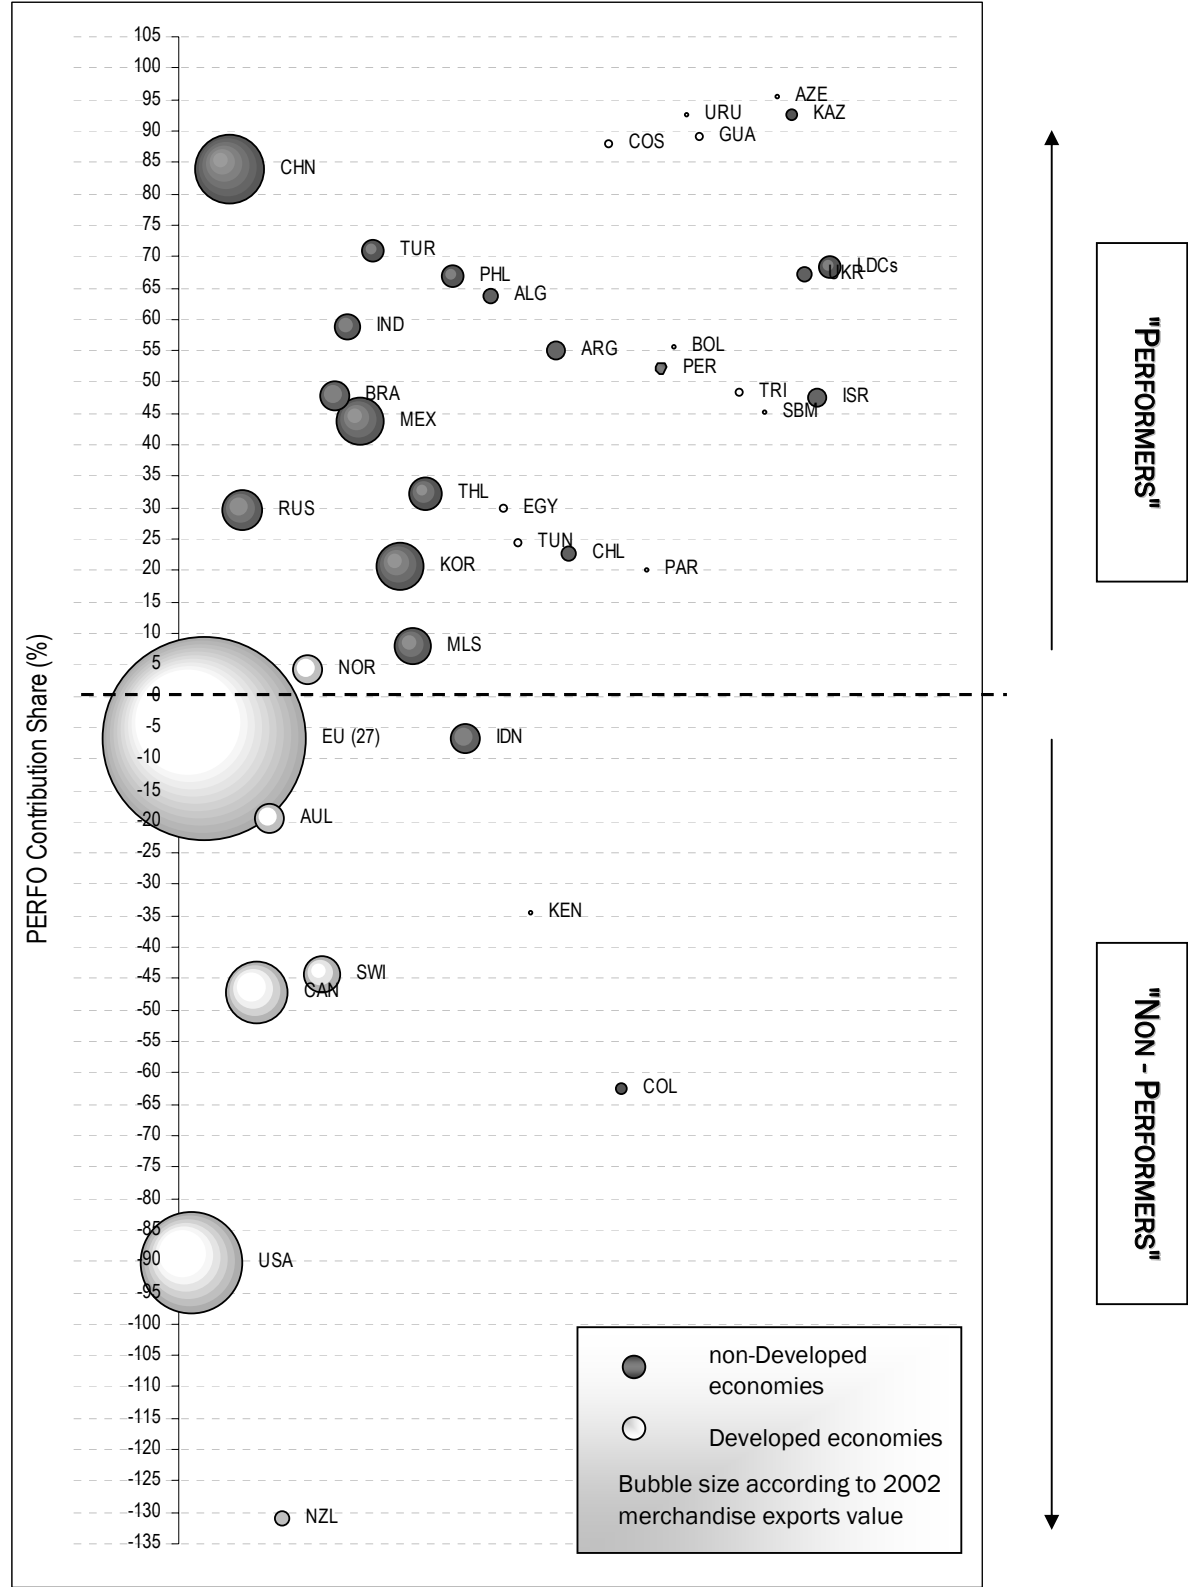 PERFO Contribution Share (%)
105
100
95
90
85
80
75
70
65
60
55
50
45
40
35
30
25
20
15
10
5
0
-5
-10
-15
-20
-25
-30
-35
-40
-45
-50
-55
-60
-65
-70
-75
-80
-85
-90
-95
-100
-105
-110
-115
-120
-125
-130
-135
AZE
URU
KAZ
GUA
COS
CHN
TUR
PHL
LDCs
UKR
ALG
IND
ARG
BOL
PER
BRA
TRI
ISR
SBM
MEX
THL
RUS
EGY
TUN
CHL
KOR
PAR
MLS
NOR
EU (27)
IDN
AUL
KEN
SWI
CAN
COL
USA
NZL
non-Developed
economies
Developed economies
Bubble size according to 2002
merchandise exports value
"PERFORMERS"
"NON - PERFORMERS"